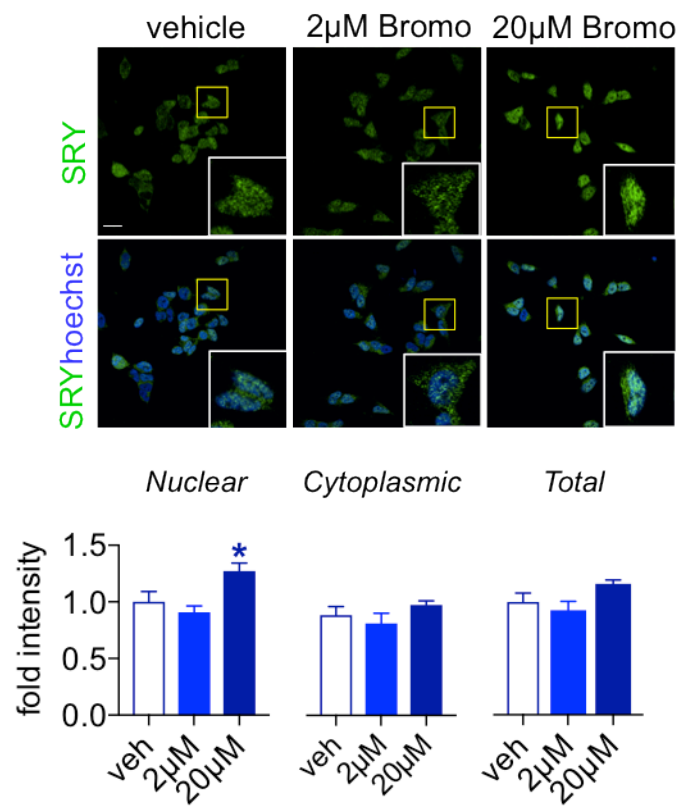 vehicle 2µM Bromo 20µM Bromo
SRY
SRYhoechst
Nuclear Cytoplasmic Total
fold intensity
1.5
1.0
0.5
0.0
*
veh 2µM 20µM veh 2µM 20µM veh 2µM 20µM